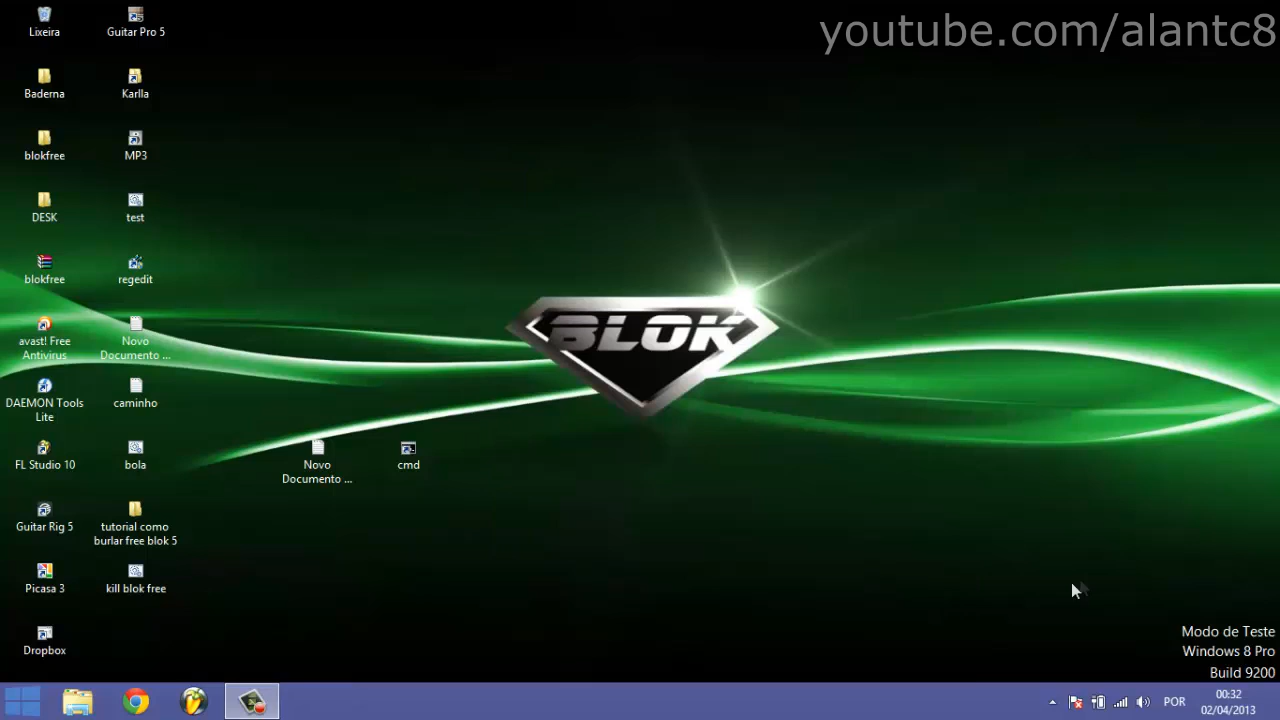 youtube.com/alantc8
Lixeira
Guitar Pro 5
Baderna
Karlla
blokfree
MP3
DESK
test
blokfree
regedit
avast! Free
Antivirus
Novo
Documento ...
DAEMON Tools
Lite
caminho
FL Studio 10
bola
Novo
Documento ...
cmd
Guitar Rig 5
tutorial como
burlar free blok 5
Picasa 3
kill blok free
Dropbox
BLOK
Modo de Teste
Windows 8 Pro
Build 9200
POR
00:32
02/04/2013